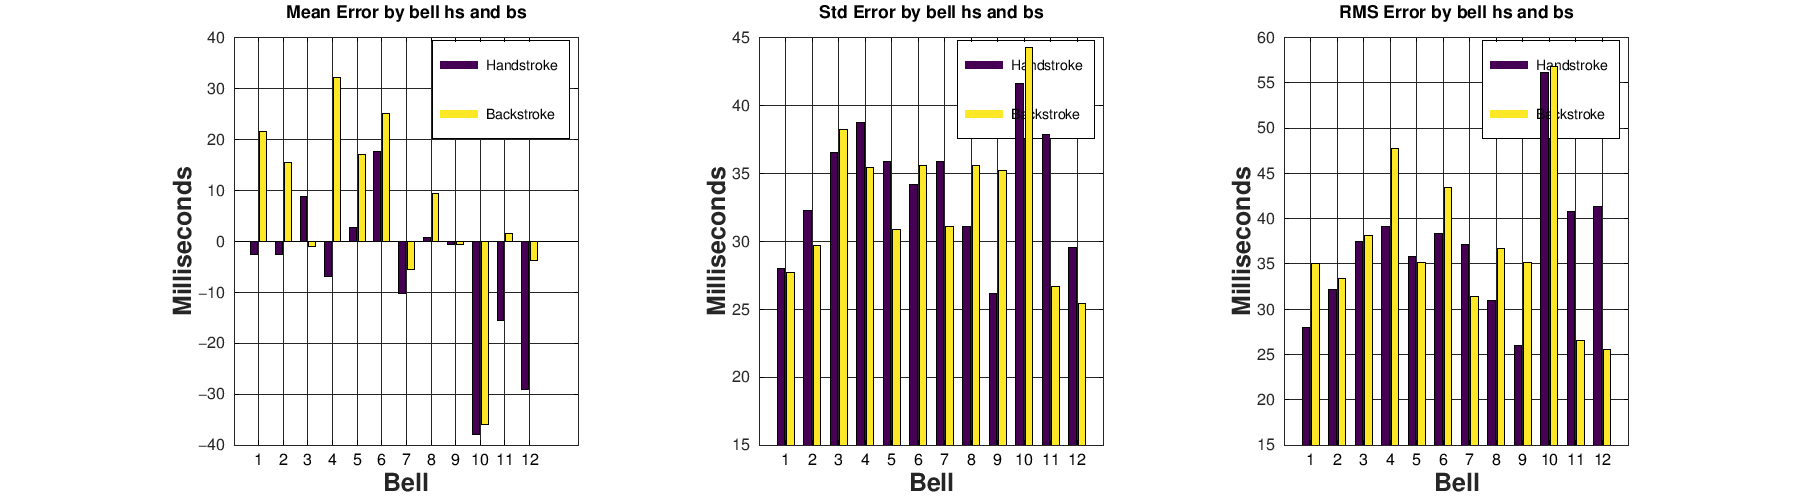 Mean Error by bell hs and bs
40
30
20
10
0
−10
−20
−30
−40
Milliseconds
Handstroke
Backstroke
1 2 3 4 5 6 7 8 9 10 11 12
Bell
Std Error by bell hs and bs
45
40
35
30
25
20
15
Milliseconds
Handstroke
Backstroke
1 2 3 4 5 6 7 8 9 10 11 12
Bell
RMS Error by bell hs and bs
60
55
50
45
40
35
30
25
20
15
Milliseconds
Handstroke
Backstroke
1 2 3 4 5 6 7 8 9 10 11 12
Bell